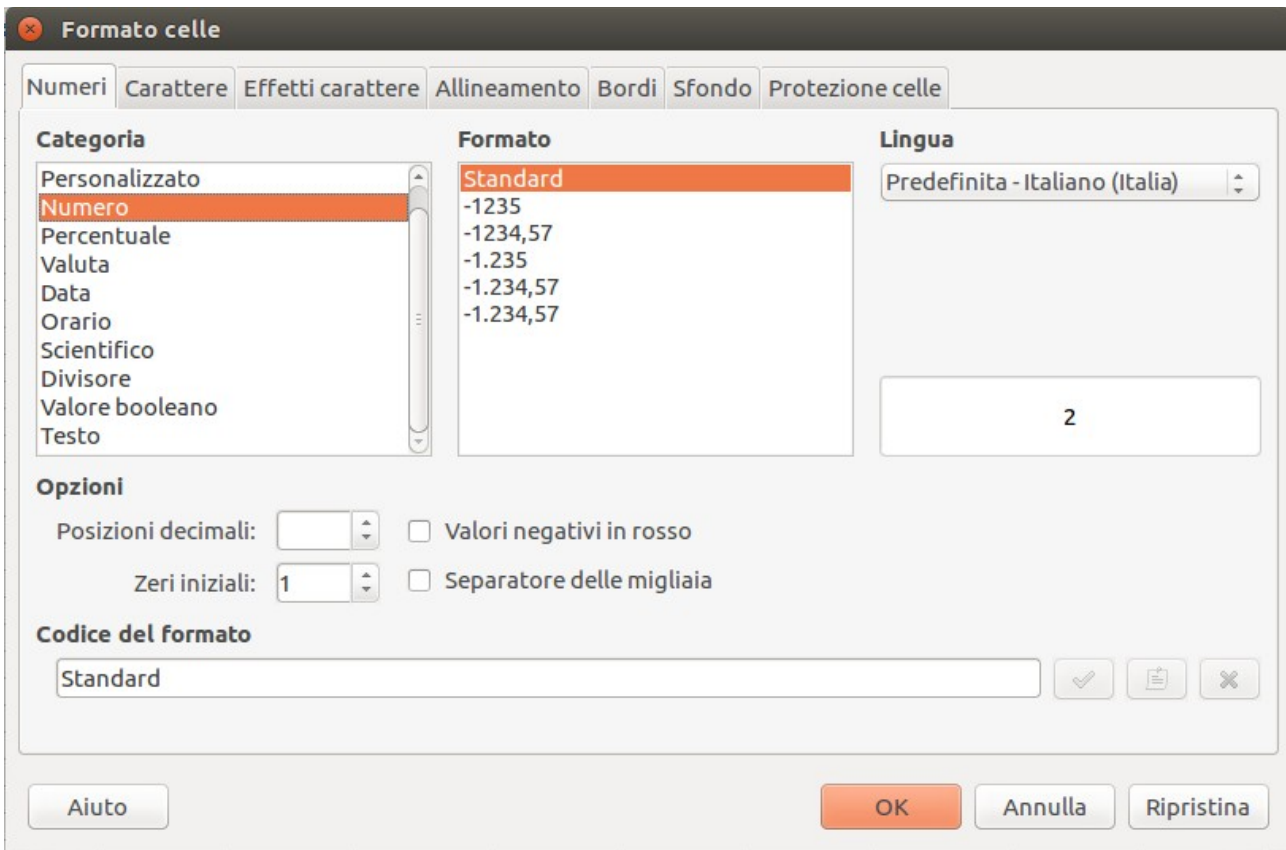 Formato celle
Numeri Carattere Effetti carattere Allineamento Bordi Sfondo Protezione celle
Categoria
Personalizzato
Numero
Percentuale
Valuta
Data
Orario
Scientifico
Divisore
Valore booleano
Testo
Formato
Standard
-1235
-1234,57
-1.235
-1.234,57
-1.234,57
Lingua
Predefinita - Italiano (Italia)
2
Opzioni
Posizioni decimali:
Valori negativi in rosso
Zeri iniziali: 1
Separatore delle migliaia
Codice del formato
Standard
Aiuto
OK
Annulla
Ripristina